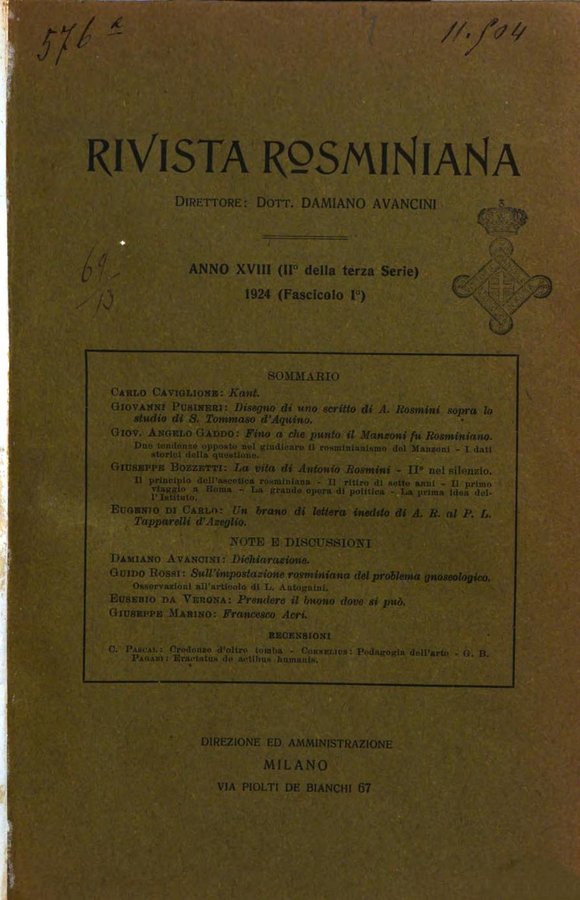 576 a
11.504
RIVISTA ROSMINIANA
DIRETTORE: DOTT. DAMIANO AVANCINI
69/13
ANNO XVIII (IIº della terza Serie)
1924 (Fascicolo Iº)
SOMMARIO
CARLO CAVIGLIONE: Kant.
GIOVANNI PUSINERI: Disegno di uno scritto di A. Rosmini sopra lo
studio di S. Tommaso d'Aquino.
GIOV. ANGELO GADDO: Fino a che punto il Manzoni fu Rosminiano.
Due tendenze opposte nel giudicare il rosminianismo del Manzoni - I dati
storici della questione.
GIUSEPPE BOZZETTI: La vita di Antonio Rosmini - IIº nel silenzio.
Il principio dell'ascetica rosminiana - Il ritiro di sette anni - Il primo
viaggio a Roma - La grande opera di politica - La prima idea del-
l'Istituto.
EUGENIO DI CARLO: Un brano di lettera inedito di A. R. al P. L.
Tapparelli d'Azeglio.
NOTE E DISCUSSIONI
DAMIANO AVANCINI: Dichiarazione.
GUIDO ROSSI: Sull'impostazione rosminiana del problema gnoseologico.
Osservazioni all'articolo di L. Antognini.
EUSEBIO DA VERONA: Prendere il buono dove si può.
GIUSEPPE MARINO: Francesco Acri.
RECENSIONI
C. PASCAL: Credenze d'oltre tomba - CORNELIUS: Pedagogia dell'arte - G. B.
PAGANI: Eraclatus de actibus humanis.
DIREZIONE ED AMMINISTRAZIONE
MILANO
VIA PIOLTI DE BIANCHI 67